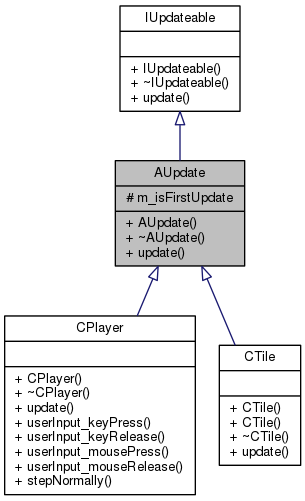 IUpdateable
+ IUpdateable()
+ ~IUpdateable()
+ update()
AUpdate
# m_isFirstUpdate
+ AUpdate()
+ ~AUpdate()
+ update()
CPlayer
+ CPlayer()
+ ~CPlayer()
+ update()
+ userInput_keyPress()
+ userInput_keyRelease()
+ userInput_mousePress()
+ userInput_mouseRelease()
+ stepNormally()
CTile
+ CTile()
+ CTile()
+ ~CTile()
+ update()